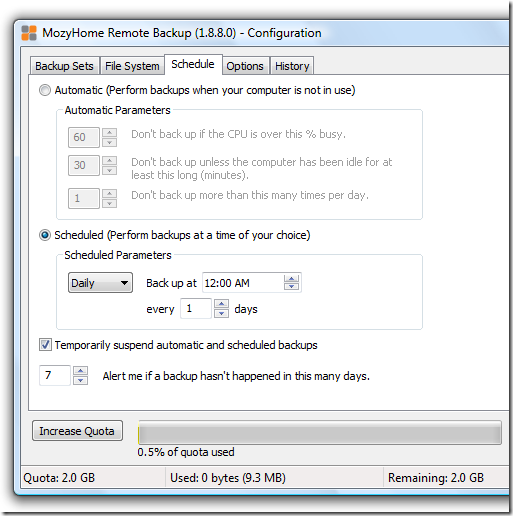 MozyHome Remote Backup (1.8.8.0) - Configuration
Backup Sets File System Schedule Options History
Automatic (Perform backups when your computer is not in use)
Automatic Parameters
60 Don't back up if the CPU is over this % busy.
30 Don't back up unless the computer has been idle for at
least this long (minutes).
1 Don't back up more than this many times per day.
Scheduled (Perform backups at a time of your choice)
Scheduled Parameters
Daily Back up at 12:00 AM
every 1 days
Temporarily suspend automatic and scheduled backups
7 Alert me if a backup hasn't happened in this many days.
Increase Quota
0.5% of quota used
Quota: 2.0 GB Used: 0 bytes (9.3 MB) Remaining: 2.0 GB